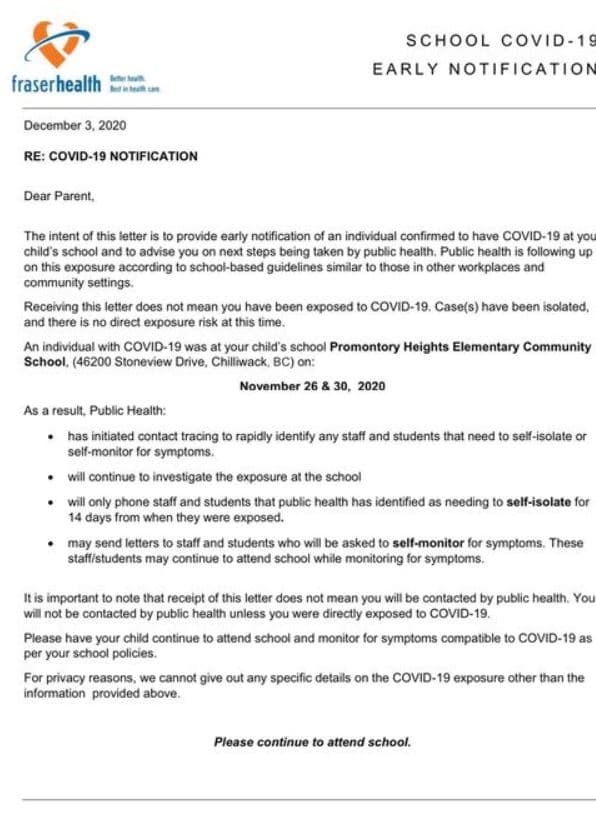 SCHOOL COVID-19
EARLY NOTIFICATION
fraserhealth
Better health.
Best in health care.
December 3, 2020
RE: COVID-19 NOTIFICATION
Dear Parent,
The intent of this letter is to provide early notification of an individual confirmed to have COVID-19 at you
child's school and to advise you on next steps being taken by public health. Public health is following up
on this exposure according to school-based guidelines similar to those in other workplaces and
community settings.
Receiving this letter does not mean you have been exposed to COVID-19. Case(s) have been isolated,
and there is no direct exposure risk at this time.
An individual with COVID-19 was at your child's school Promontory Heights Elementary Community
School, (46200 Stoneview Drive, Chilliwack, BC) on:
November 26 & 30, 2020
As a result, Public Health:
• has initiated contact tracing to rapidly identify any staff and students that need to self-isolate or
self-monitor for symptoms.
• will continue to investigate the exposure at the school
• will only phone staff and students that public health has identified as needing to self-isolate for
14 days from when they were exposed.
• may send letters to staff and students who will be asked to self-monitor for symptoms. These
staff/students may continue to attend school while monitoring for symptoms.
It is important to note that receipt of this letter does not mean you will be contacted by public health. You
will not be contacted by public health unless you were directly exposed to COVID-19.
Please have your child continue to attend school and monitor for symptoms compatible to COVID-19 as
per your school policies.
For privacy reasons, we cannot give out any specific details on the COVID-19 exposure other than the
information provided above.
Please continue to attend school.